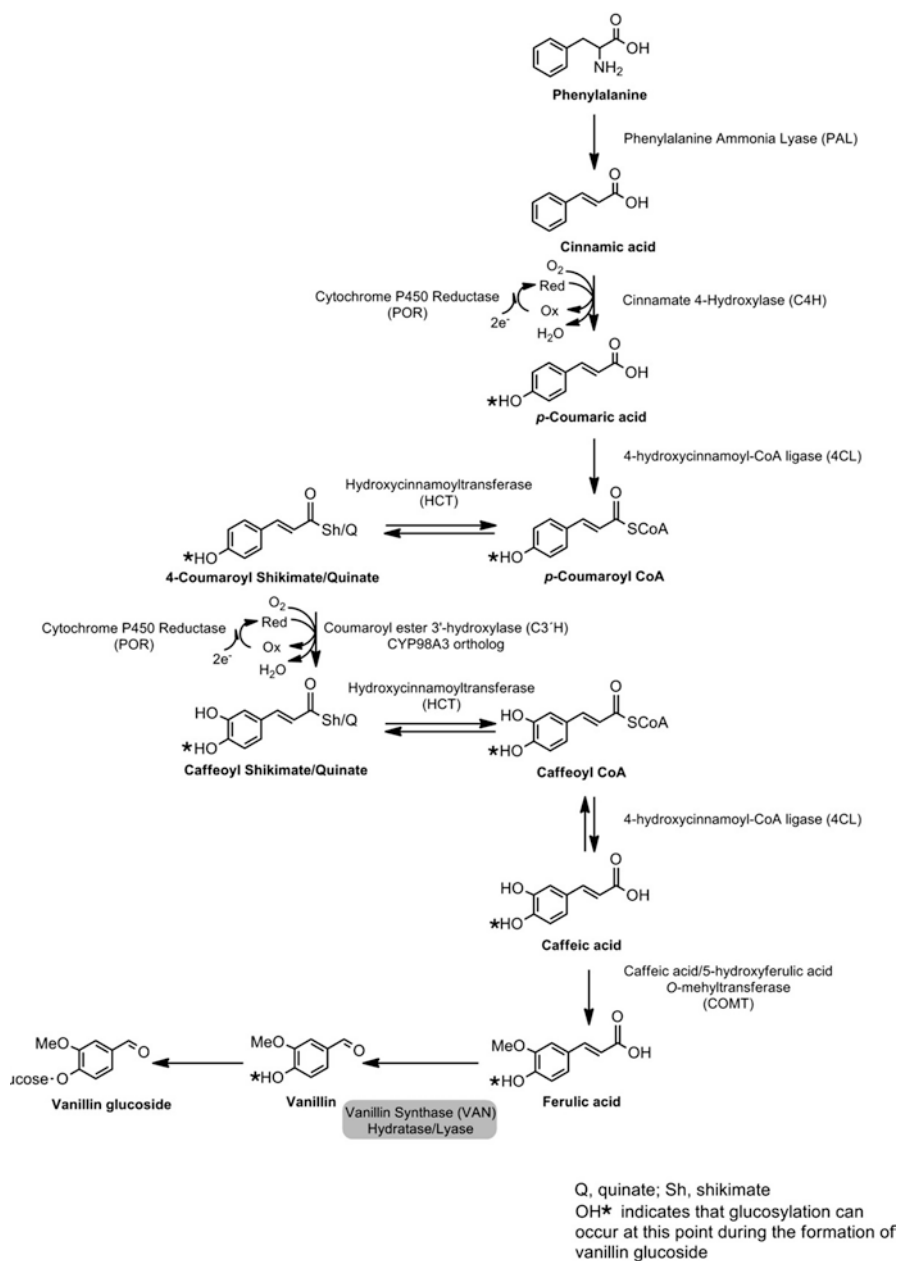 O
OH
NH2
Phenylalanine
Phenylalanine Ammonia Lyase (PAL)
O
OH
Cinnamic acid
O2
Cytochrome P450 Reductase
(POR)
Red
Ox
2e-
H2O
Cinnamate 4-Hydroxylase (C4H)
O
OH
*HO
p-Coumaric acid
4-hydroxycinnamoyl-CoA ligase (4CL)
Hydroxycinnamoyltransferase
(HCT)
O
Sh/Q
*HO
4-Coumaroyl Shikimate/Quinate
O
SCoA
*HO
p-Coumaroyl CoA
O2
Cytochrome P450 Reductase
(POR)
Red
Ox
2e-
H2O
Coumaroyl ester 3'-hydroxylase (C3´H)
CYP98A3 ortholog
Hydroxycinnamoyltransferase
(HCT)
O
HO
Sh/Q
*HO
Caffeoyl Shikimate/Quinate
O
HO
SCoA
*HO
Caffeoyl CoA
4-hydroxycinnamoyl-CoA ligase (4CL)
O
HO
OH
*HO
Caffeic acid
Caffeic acid/5-hydroxyferulic acid
O-mehyltransferase
(COMT)
MeO
O
ucose-O
Vanillin glucoside
MeO
O
*HO
Vanillin
Vanillin Synthase (VAN)
Hydratase/Lyase
O
MeO
OH
*HO
Ferulic acid
Q, quinate; Sh, shikimate
OH* indicates that glucosylation can
occur at this point during the formation of
vanillin glucoside